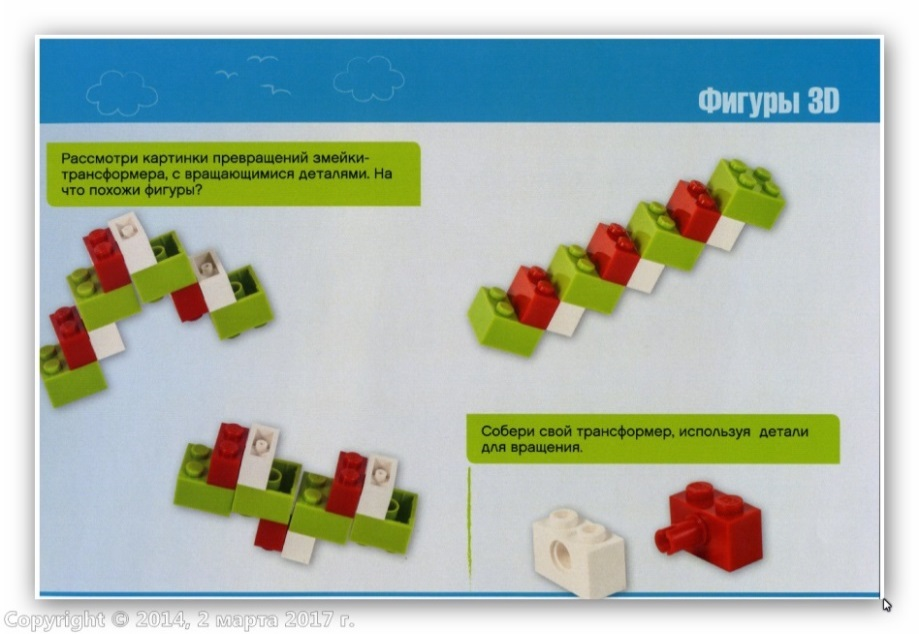 Фигуры 3D
Рассмотри картинки превращений змейки-
трансформера, с вращающимися деталями. На
что похожи фигуры?
Собери свой трансформер, используя детали
для вращения.
Copyright © 2014, 2 марта 2017 г.